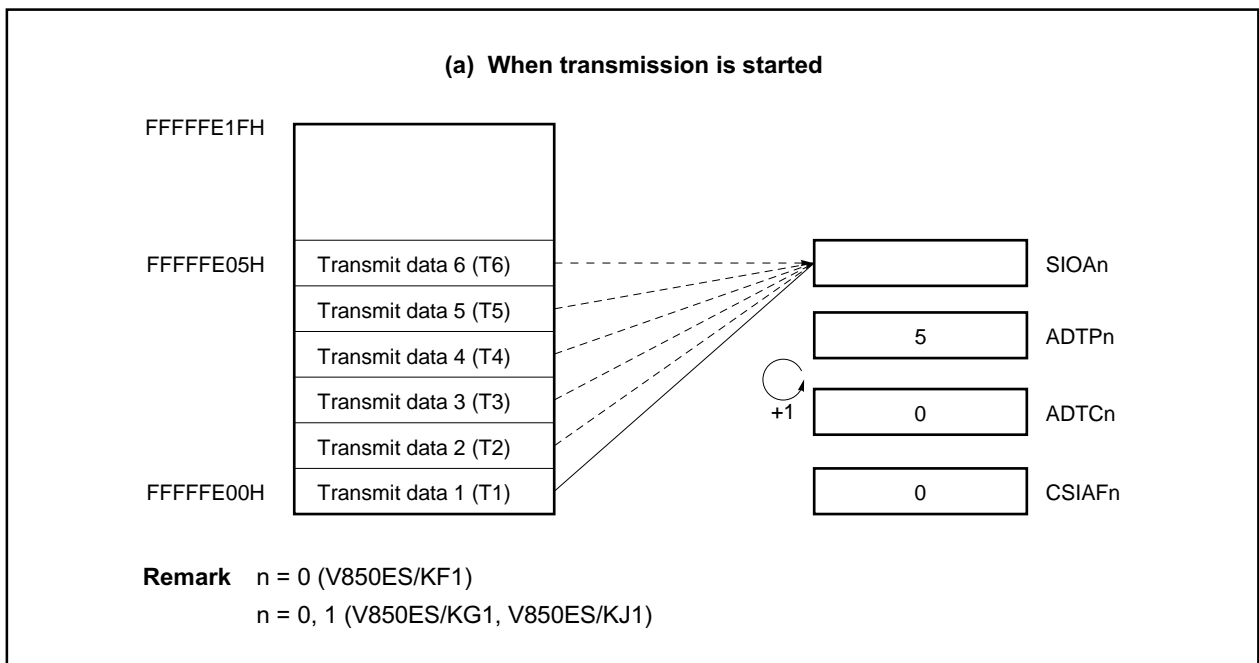 (a) When transmission is started
FFFFFE1FH
FFFFFE05H
Transmit data 6 (T6)
SIOAn
Transmit data 5 (T5)
5
ADTPn
Transmit data 4 (T4)
Transmit data 3 (T3)
+1
0
ADTCn
Transmit data 2 (T2)
FFFFFE00H
Transmit data 1 (T1)
0
CSIAFn
Remark n = 0 (V850ES/KF1)
n = 0, 1 (V850ES/KG1, V850ES/KJ1)